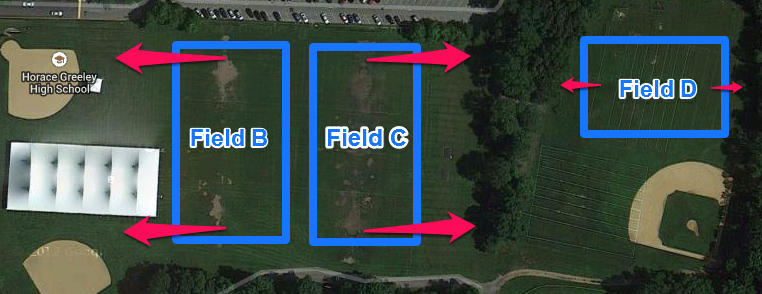 Horace Greeley
High School
Field B
Field C
Field D